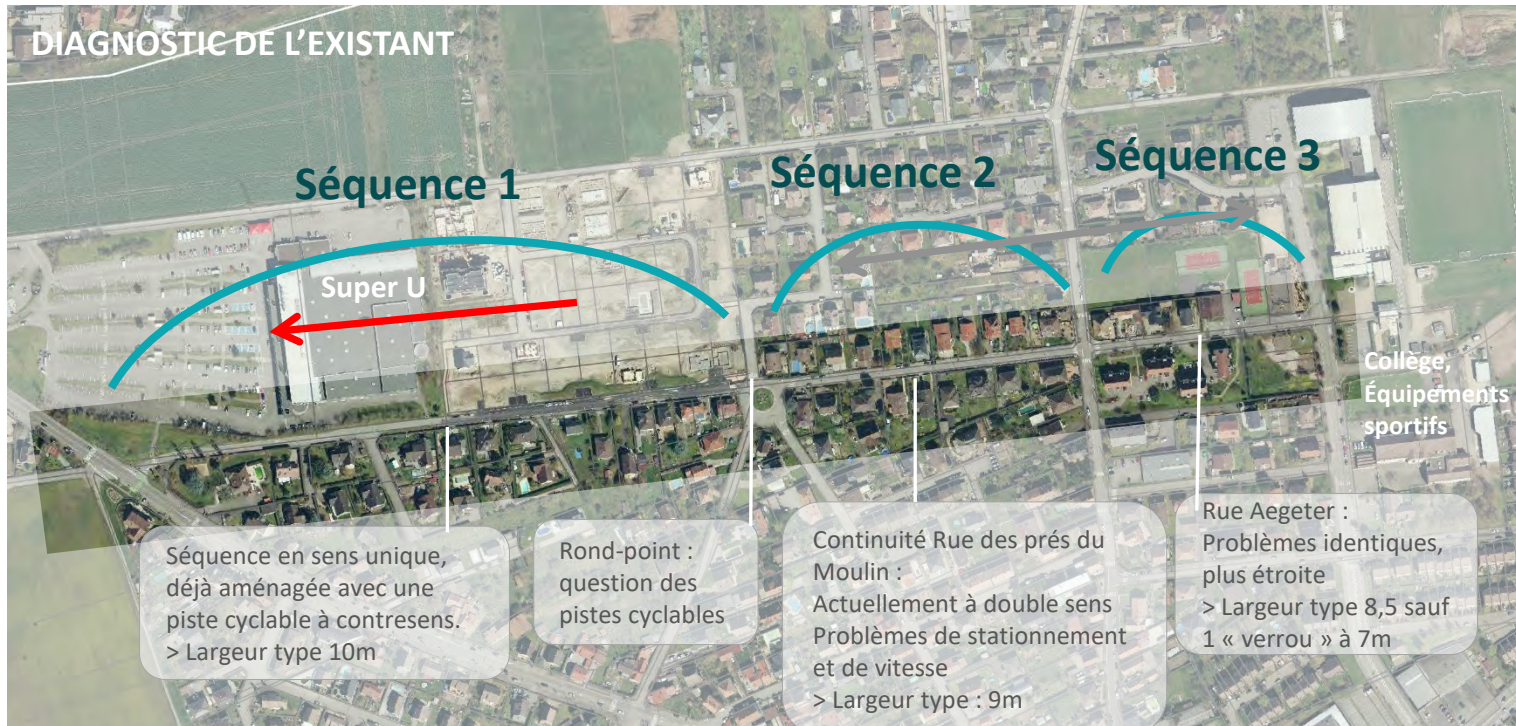 DIAGNOSTIC DE L'EXISTANT
Séquence 1
Séquence 2
Séquence 3
Super U
Collège,
Équipements
sportifs
Séquence en sens unique,
déjà aménagée avec une
piste cyclable à contresens.
> Largeur type 10m
Rond-point :
question des
pistes cyclables
Continuité Rue des prés du
Moulin :
Actuellement à double sens
Problèmes de stationnement
et de vitesse
> Largeur type : 9m
Rue Aegeter :
Problèmes identiques,
plus étroite
> Largeur type 8,5 sauf
1 « verrou » à 7m